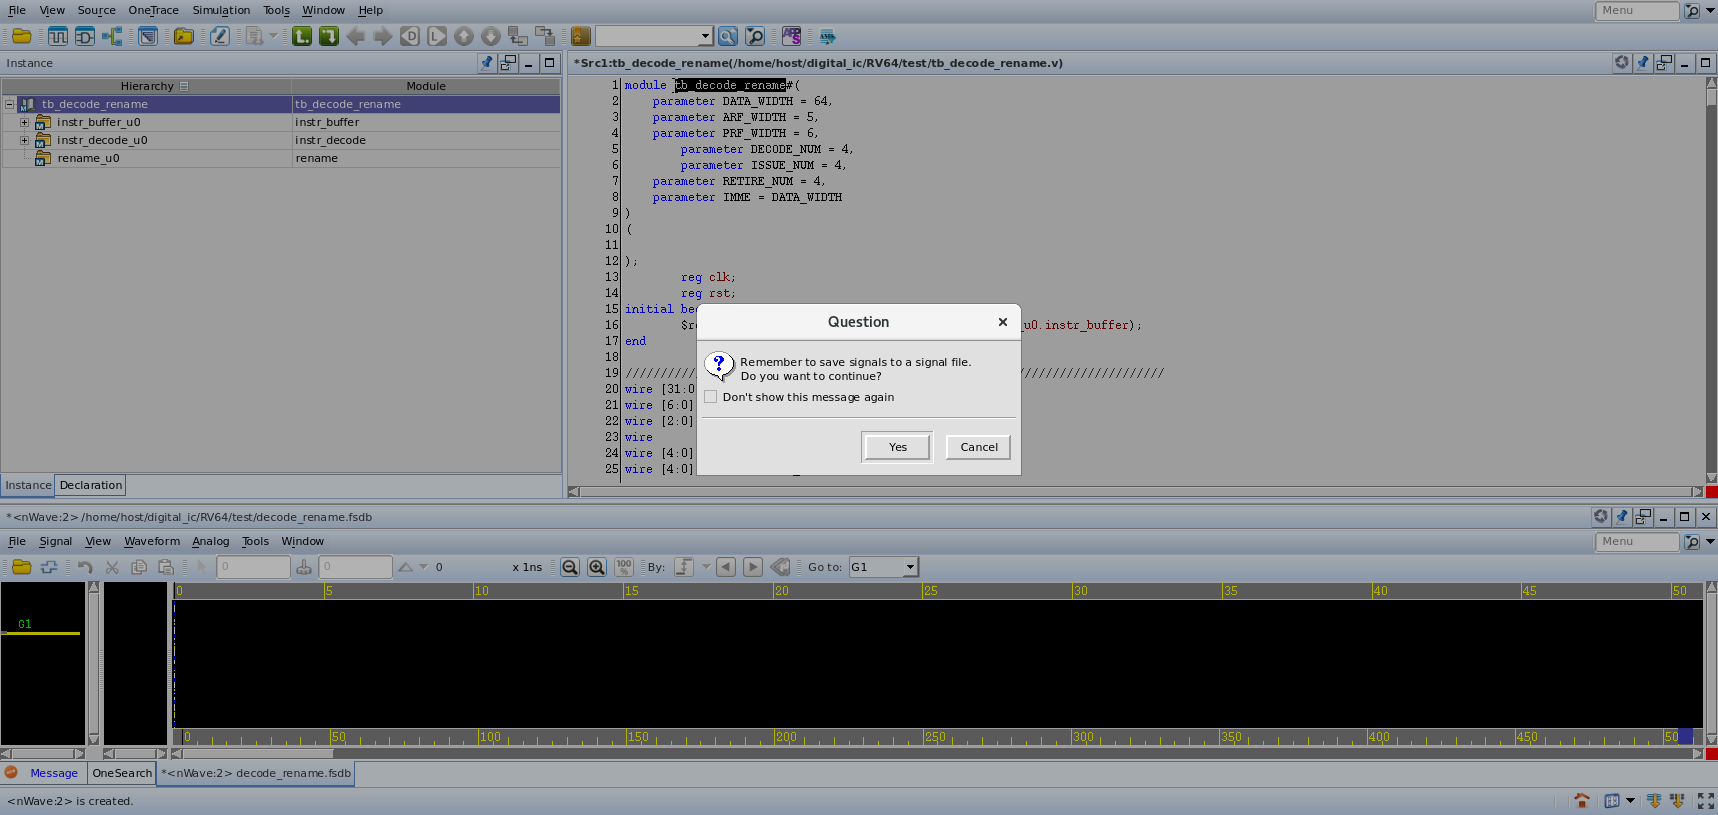 File View Source OneTrace Simulation Tools Window Help Menu
Instance
Hierarchy Module
tb_decode_rename tb_decode_rename
instr_buffer_u0 instr_buffer
instr_decode_u0 instr_decode
rename_u0 rename
Instance Declaration
*Src1:tb_decode_rename(/home/host/digital_ic/RV64/test/tb_decode_rename.v)
1 module tb_decode_rename#(
2 parameter DATA_WIDTH = 64,
3 parameter ARF_WIDTH = 5,
4 parameter PRF_WIDTH = 6,
5 parameter DECODE_NUM = 4,
6 parameter ISSUE_NUM = 4,
7 parameter RETIRE_NUM = 4,
8 parameter IMME = DATA_WIDTH
9 )
10 (
11
12 );
13 reg clk;
14 reg rst;
15 initial be
16 $r _u0.instr_buffer);
17 end
18
19 ////////// /////////////////////
20 wire [31:0
21 wire [6:0]
22 wire [2:0]
23 wire
24 wire [4:0]
25 wire [4:0]
Question
Remember to save signals to a signal file.
Do you want to continue?
Don't show this message again
Yes Cancel
*<nWave:2> /home/host/digital_ic/RV64/test/decode_rename.fsdb
File Signal View Waveform Analog Tools Window Menu
0 0 0 x 1ns 100 By: Go to: G1
0 5 10 15 20 25 30 35 40 45 50
G1
0 50 100 150 200 250 300 350 400 450 50
Message OneSearch *<nWave:2> decode_rename.fsdb
<nWave:2> is created.